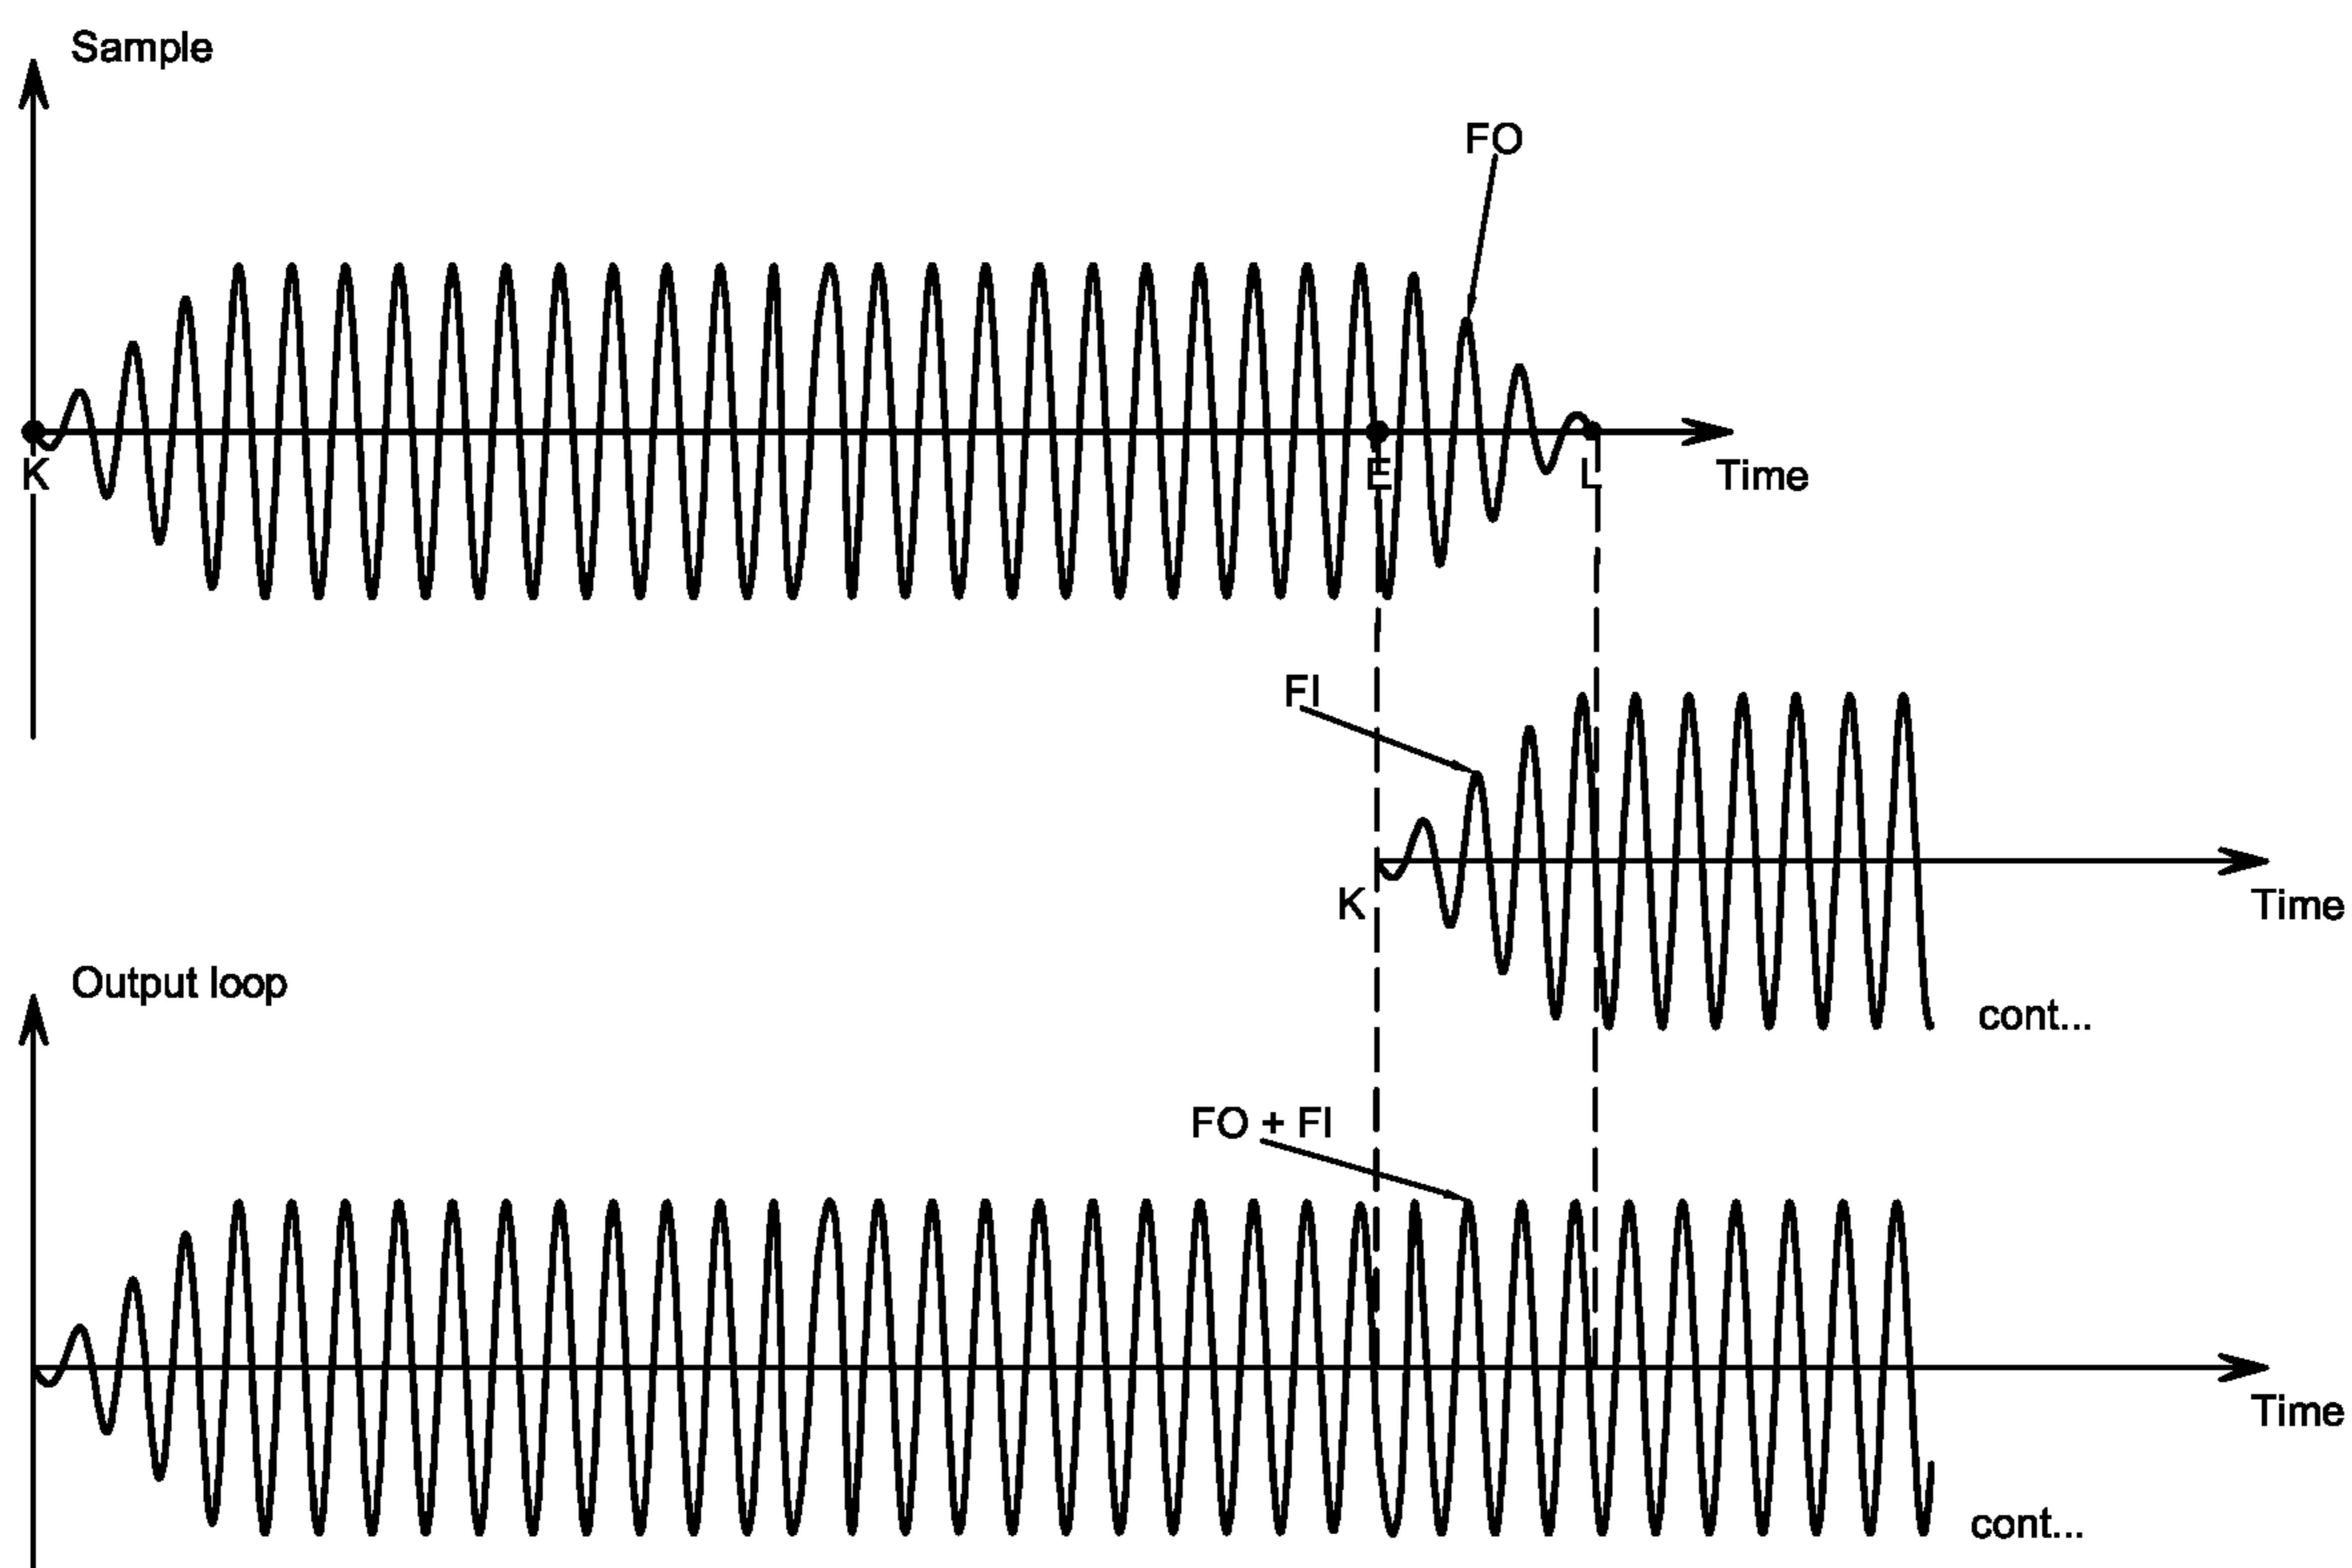 Sample
FO
K
E
L
Time
FI
K
Time
cont...
Output loop
FO + FI
Time
cont...